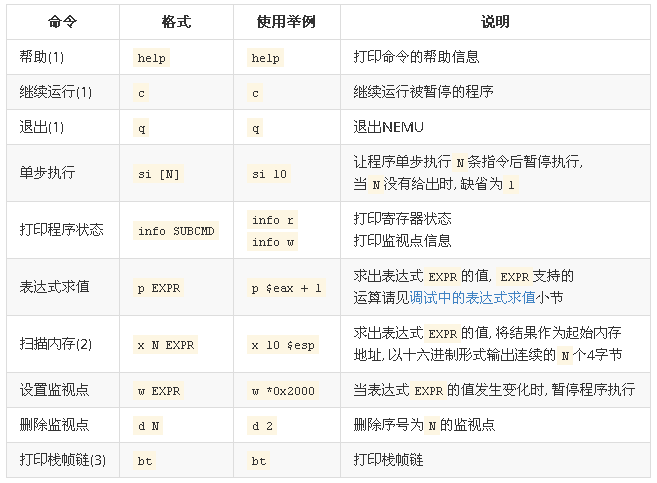 命令 格式 使用举例 说明
帮助(1) help help 打印命令的帮助信息
继续运行(1) c c 继续运行被暂停的程序
退出(1) q q 退出NEMU
单步执行 si [N] si 10 让程序单步执行 N 条指令后暂停执行,
当 N 没有给出时, 缺省为 1
打印程序状态 info SUBCMD info r 打印寄存器状态
info w 打印监视点信息
表达式求值 p EXPR p $eax + 1 求出表达式 EXPR 的值, EXPR 支持的
运算请见调试中的表达式求值小节
扫描内存(2) x N EXPR x 10 $esp 求出表达式 EXPR 的值, 将结果作为起始内存
地址, 以十六进制形式输出连续的 N 个4字节
设置监视点 w EXPR w *0x2000 当表达式 EXPR 的值发生变化时, 暂停程序执行
删除监视点 d N d 2 删除序号为 N 的监视点
打印栈帧链(3) bt bt 打印栈帧链